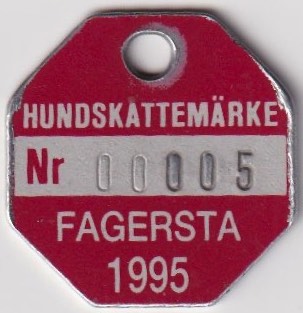 HUNDSKATTEMÄRKE
Nr 00005
FAGERSTA
1995